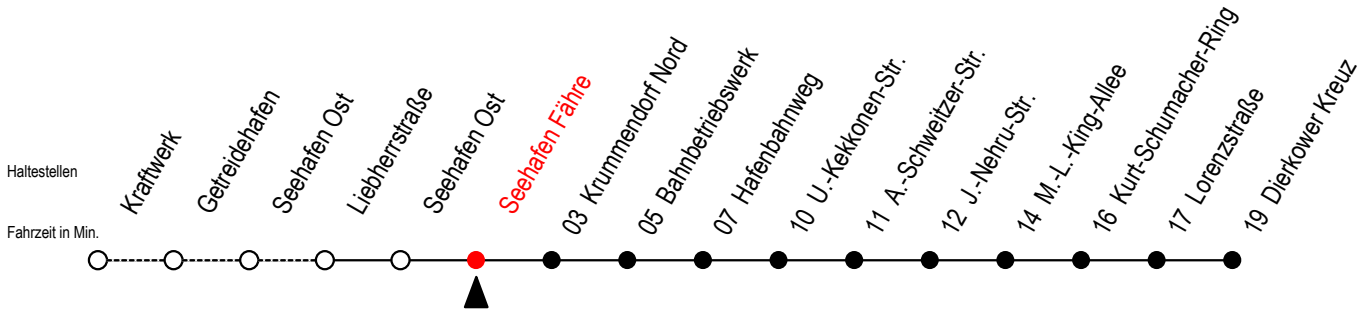 Haltestellen
Fahrzeit in Min.
Kraftwerk
Getreidehafen
Seehafen Ost
Liebherrstraße
Seehafen Ost
Seehafen Fähre
03 Krummendorf Nord
05 Bahnbetriebswerk
07 Hafenbahnweg
10 U.-Kekkonen-Str.
11 A.-Schweitzer-Str.
12 J.-Nehru-Str.
14 M.-L.-King-Allee
16 Kurt-Schumacher-Ring
17 Lorenzstraße
19 Dierkower Kreuz